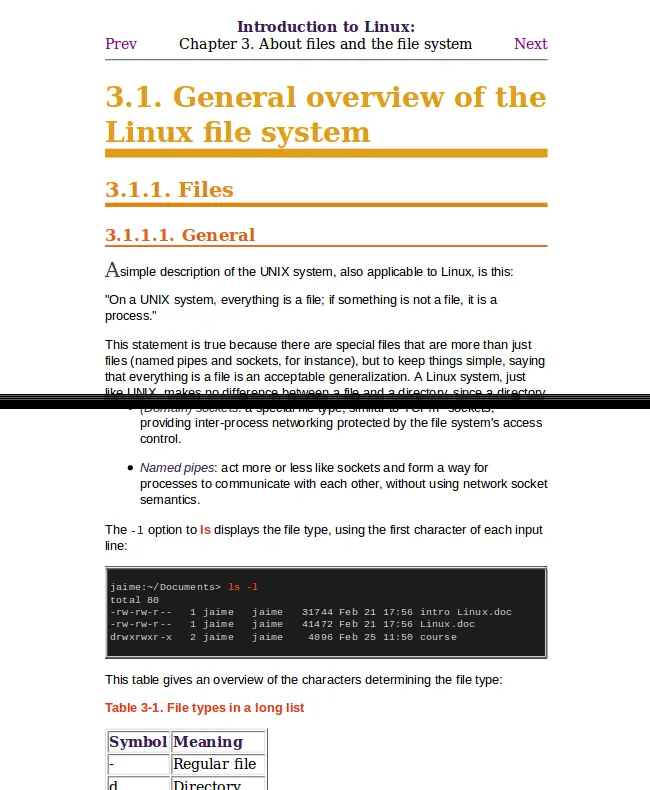 Introduction to Linux:
Prev Chapter 3. About files and the file system Next
3.1. General overview of the
Linux file system
3.1.1. Files
3.1.1.1. General
A simple description of the UNIX system, also applicable to Linux, is this:
"On a UNIX system, everything is a file; if something is not a file, it is a
process."
This statement is true because there are special files that are more than just
files (named pipes and sockets, for instance), but to keep things simple, saying
that everything is a file is an acceptable generalization. A Linux system, just
like UNIX, makes no difference between a file and a directory, since a directory
• (Domain) sockets: a special file type, similar to TCP/IP sockets,
providing inter-process networking protected by the file system's access
control.
• Named pipes: act more or less like sockets and form a way for
processes to communicate with each other, without using network socket
semantics.
The -l option to ls displays the file type, using the first character of each input
line:
jaime:~/Documents> ls -l
total 80
-rw-rw-r-- 1 jaime jaime 31744 Feb 21 17:56 intro Linux.doc
-rw-rw-r-- 1 jaime jaime 41472 Feb 21 17:56 Linux.doc
drwxrwxr-x 2 jaime jaime 4096 Feb 25 11:50 course
This table gives an overview of the characters determining the file type:
Table 3-1. File types in a long list
Symbol Meaning
- Regular file
d Directory